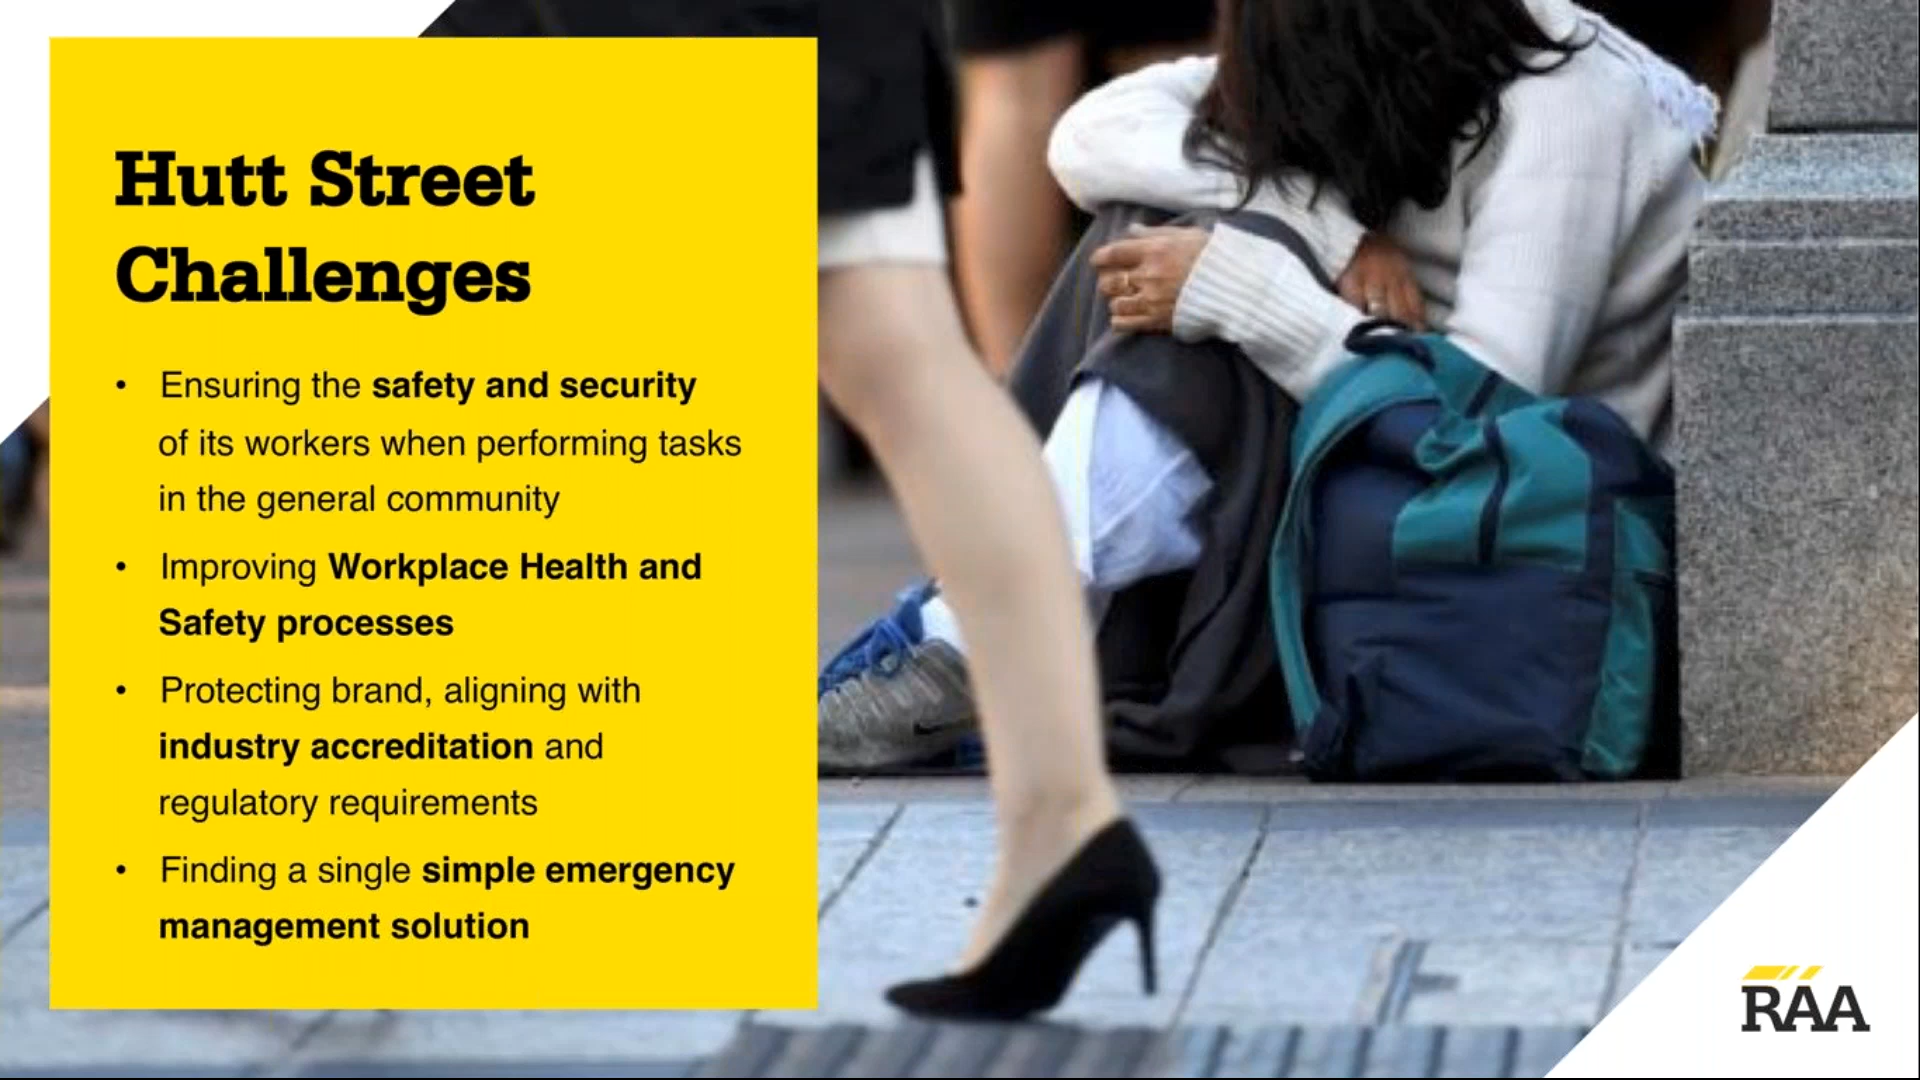 Hutt Street
Challenges
• Ensuring the safety and security
of its workers when performing tasks
in the general community
• Improving Workplace Health and
Safety processes
• Protecting brand, aligning with
industry accreditation and
regulatory requirements
• Finding a single simple emergency
management solution
RAA